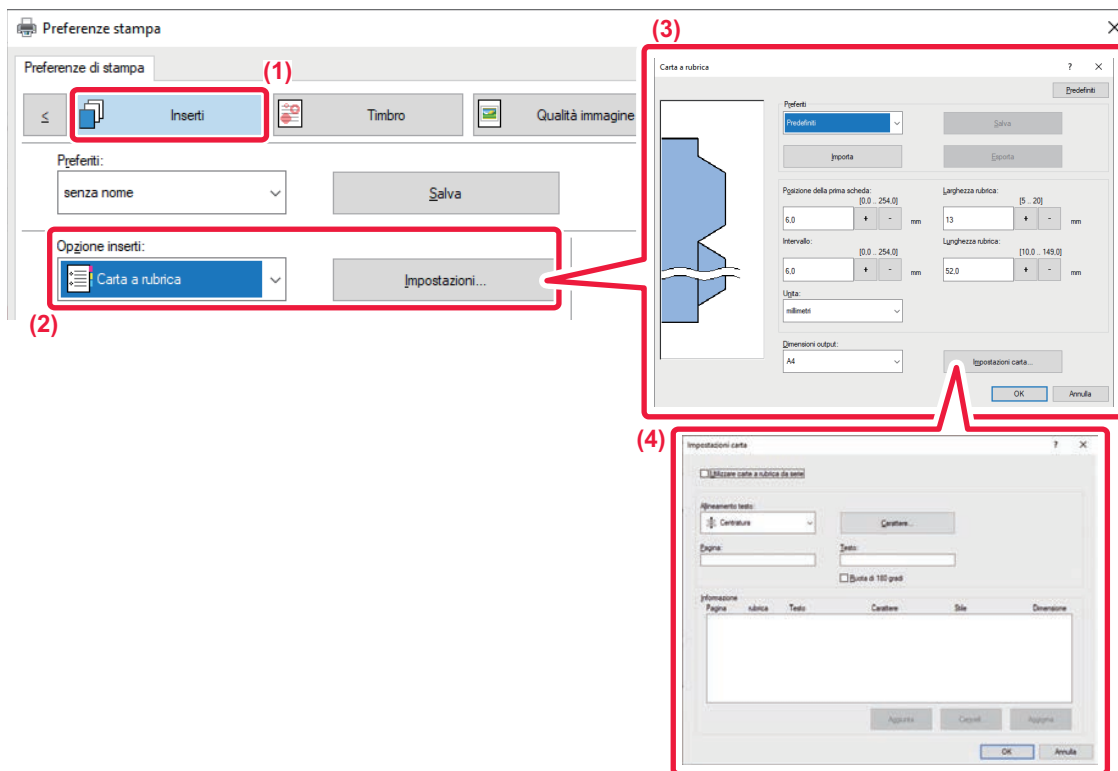 Preferenze stampa
Preferenze di stampa
(1)
≤ Inserti Timbro Qualità immagine
Preferiti:
senza nome Salva
Opzione inserti:
Carta a rubrica Impostazioni...
(2)
(3)
Carta a rubrica ?
Predefiniti
Preferiti
Predefiniti Salva
Importa Esporta
Posizione della prima scheda: Larghezza rubrica:
[0,0 .. 254,0] [5 .. 20]
6,0 + - mm 13 + - mm
Intervallo: Lunghezza rubrica:
[0,0 .. 254,0] [10,0 .. 149,0]
6,0 + - mm 52,0 + - mm
Unita:
millimetri
Dimensioni output:
A4 Impostazioni carta...
OK Annulla
(4)
Impostazioni carta ?
Utilizzare carte a rubrica da serie
Allineamento testo:
Centratura Carattere...
Pagina: Testo:
Ruota di 180 gradi
Informazione
Pagina rubrica Testo Carattere Stile Dimensione
Aggiunta Cancell. Aggiorna
OK Annulla